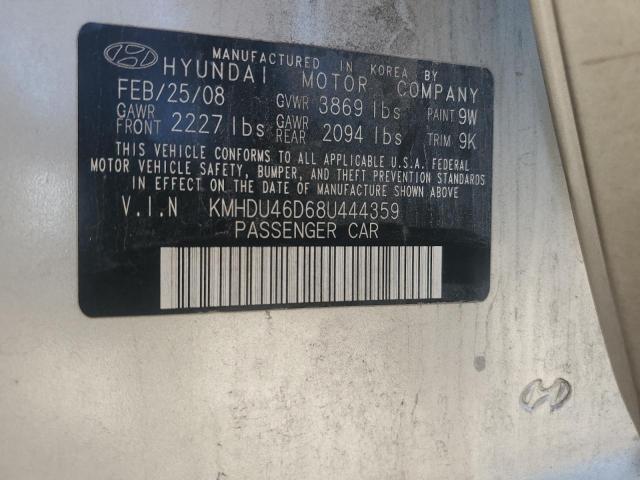 MANUFACTURED IN KOREA BY
HYUNDAI MOTOR COMPANY
FEB/25/08 GVWR 3869 lbs PAINT 9W
GAWR FRONT 2227 lbs GAWR REAR 2094 lbs TRIM 9K
THIS VEHICLE CONFORMS TO ALL APPLICABLE U.S.A. FEDERAL
MOTOR VEHICLE SAFETY, BUMPER, AND THEFT PREVENTION STANDARDS
IN EFFECT ON THE DATE OF MANUFACTURE SHOWN ABOVE
V.I.N KMHDU46D68U444359
PASSENGER CAR